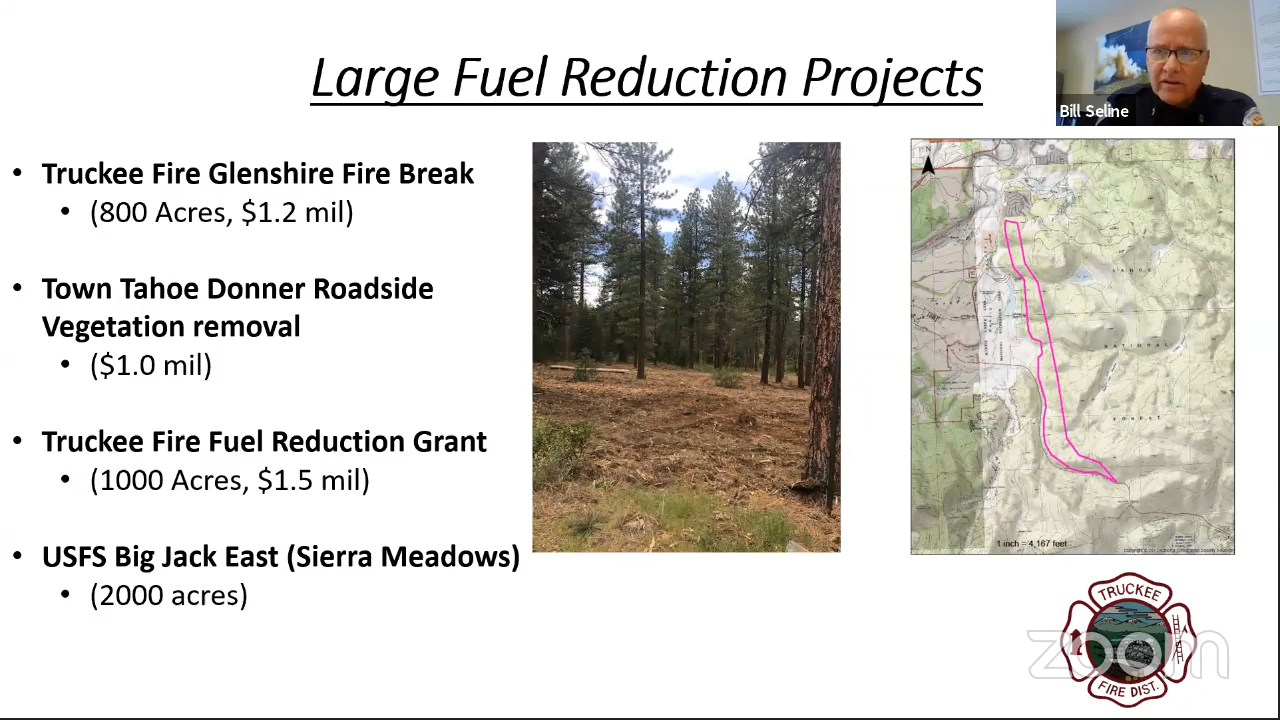 Large Fuel Reduction Projects
Bill Seline
• Truckee Fire Glenshire Fire Break
• (800 Acres, $1.2 mil)
• Town Tahoe Donner Roadside
Vegetation removal
• ($1.0 mil)
• Truckee Fire Fuel Reduction Grant
• (1000 Acres, $1.5 mil)
• USFS Big Jack East (Sierra Meadows)
• (2000 acres)
N
NATIONAL
FOREST
1 inch = 4,167 feet
TRUCKEE
zoom
FIRE DIST.